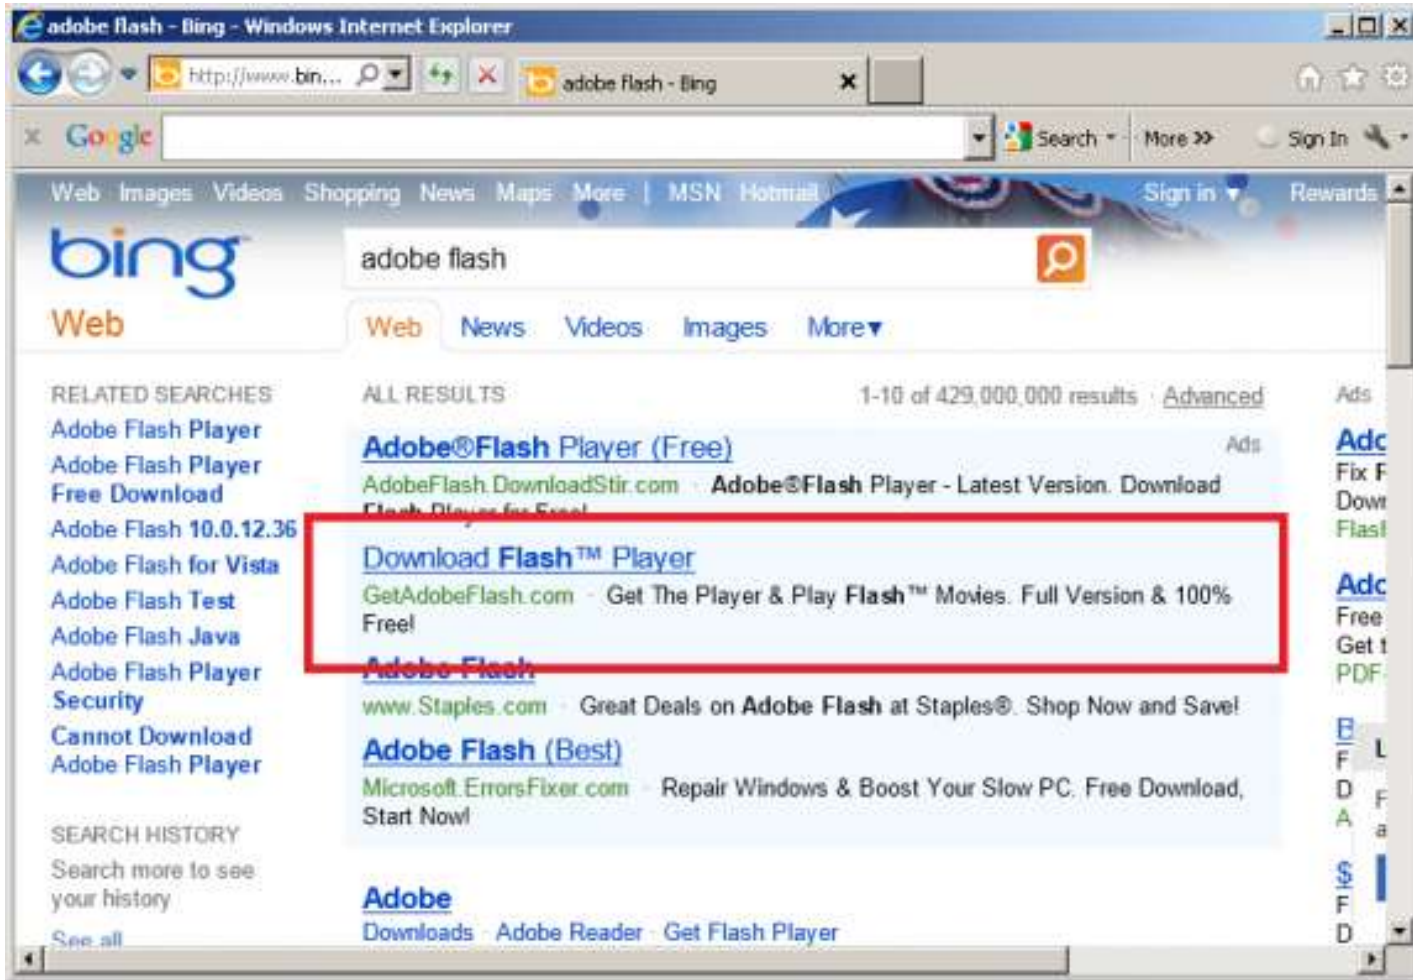 adobe flash - Bing - Windows Internet Explorer
http://www.bin...
adobe flash - Bing
Google
Search
More >>
Sign In
Web Images Videos Shopping News Maps More | MSN Hotmail
Sign in
Rewards
bing
adobe flash
Web
Web News Videos Images More▾
RELATED SEARCHES
Adobe Flash Player
Adobe Flash Player
Free Download
Adobe Flash 10.0.12.36
Adobe Flash for Vista
Adobe Flash Test
Adobe Flash Java
Adobe Flash Player
Security
Cannot Download
Adobe Flash Player
SEARCH HISTORY
Search more to see
your history
See all
ALL RESULTS
1-10 of 429,000,000 results · Advanced
Adobe®Flash Player (Free)
Ads
AdobeFlash.DownloadStir.com · Adobe®Flash Player - Latest Version. Download
Flash Player for Free!
Download Flash™ Player
GetAdobeFlash.com · Get The Player & Play Flash™ Movies. Full Version & 100%
Free!
Adobe Flash
www.Staples.com · Great Deals on Adobe Flash at Staples®. Shop Now and Save!
Adobe Flash (Best)
Microsoft.ErrorsFixer.com · Repair Windows & Boost Your Slow PC. Free Download,
Start Now!
Adobe
Downloads · Adobe Reader · Get Flash Player
Ads
Fix
Free
Get
PDF